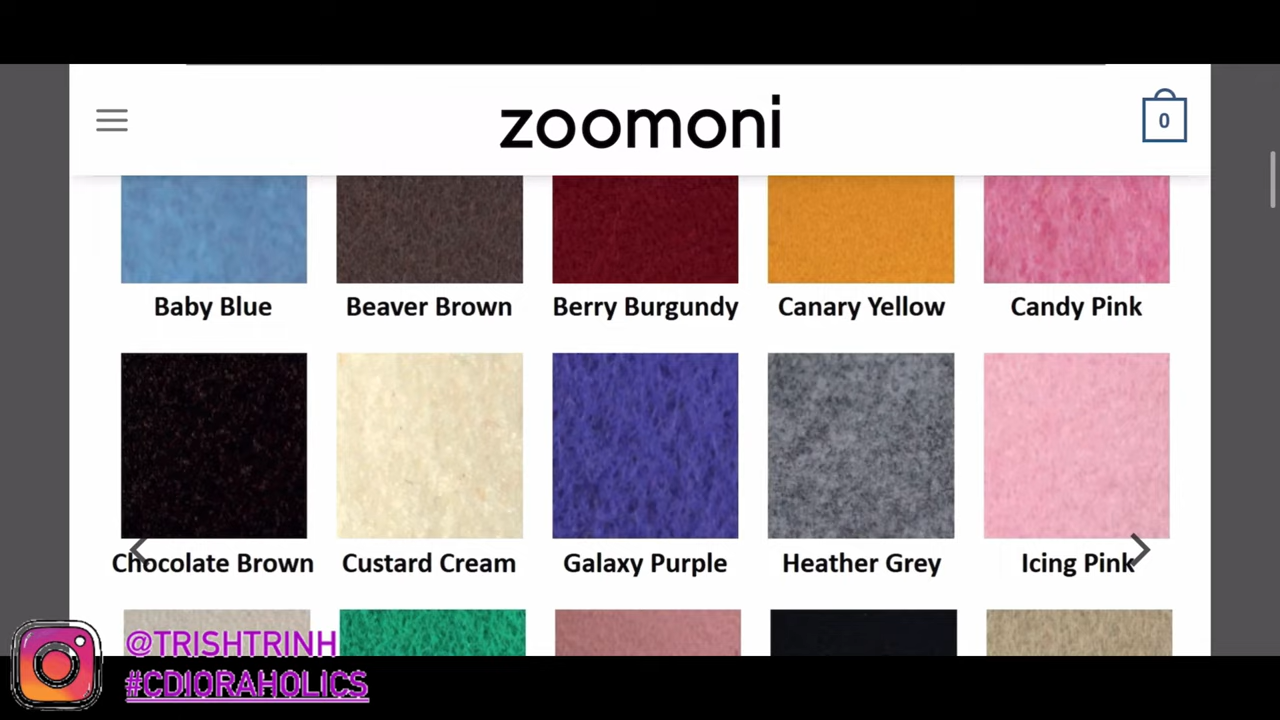 zoomoni
0
Baby Blue
Beaver Brown
Berry Burgundy
Canary Yellow
Candy Pink
Chocolate Brown
Custard Cream
Galaxy Purple
Heather Grey
Icing Pink
@TRISHTRINH
#CDIORAHOLICS